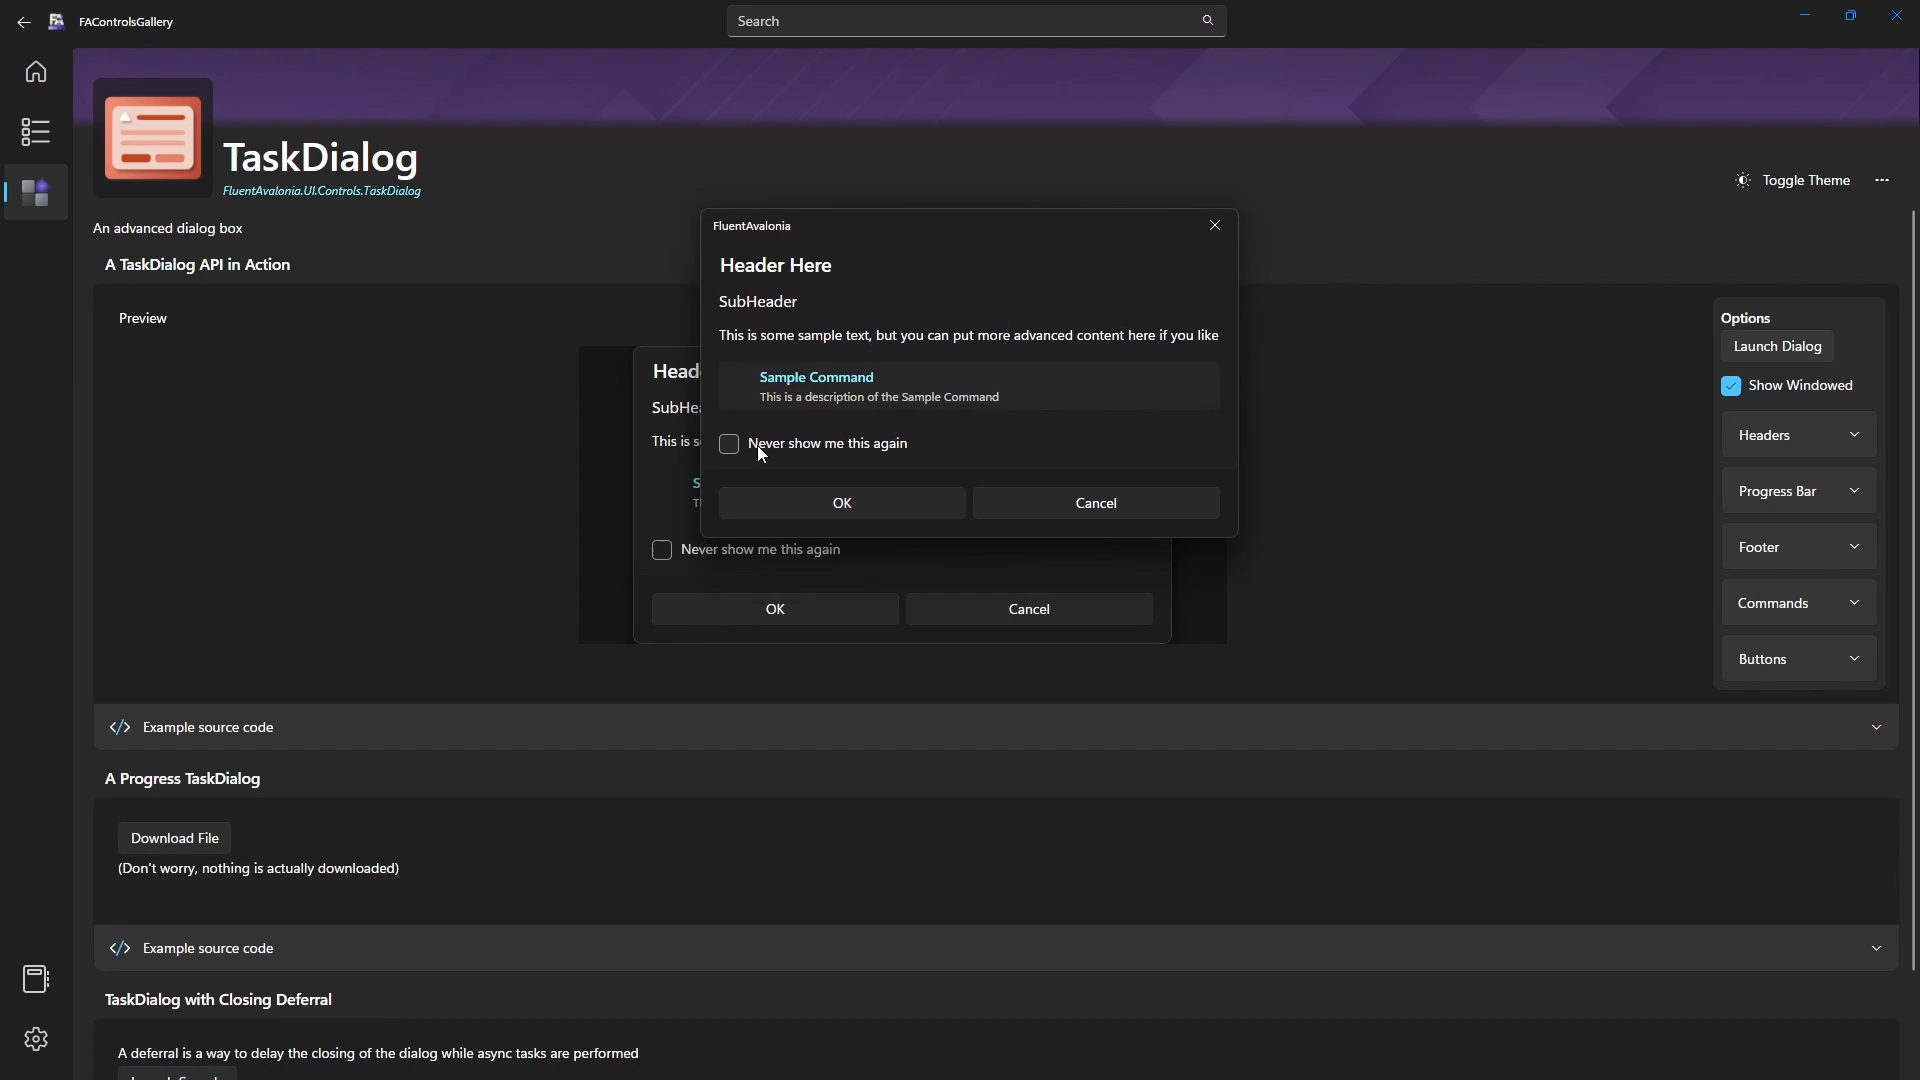 FAControlsGallery
Search
TaskDialog
FluentAvalonia.UI.Controls.TaskDialog
Toggle Theme
An advanced dialog box
A TaskDialog API in Action
Preview
FluentAvalonia
Header Here
SubHeader
This is some sample text, but you can put more advanced content here if you like
Sample Command
This is a description of the Sample Command
Never show me this again
OK
Cancel
Head
SubHe
This is s
Never show me this again
OK
Cancel
Options
Launch Dialog
Show Windowed
Headers
Progress Bar
Footer
Commands
Buttons
</> Example source code
A Progress TaskDialog
Download File
(Don't worry, nothing is actually downloaded)
</> Example source code
TaskDialog with Closing Deferral
A deferral is a way to delay the closing of the dialog while async tasks are performed